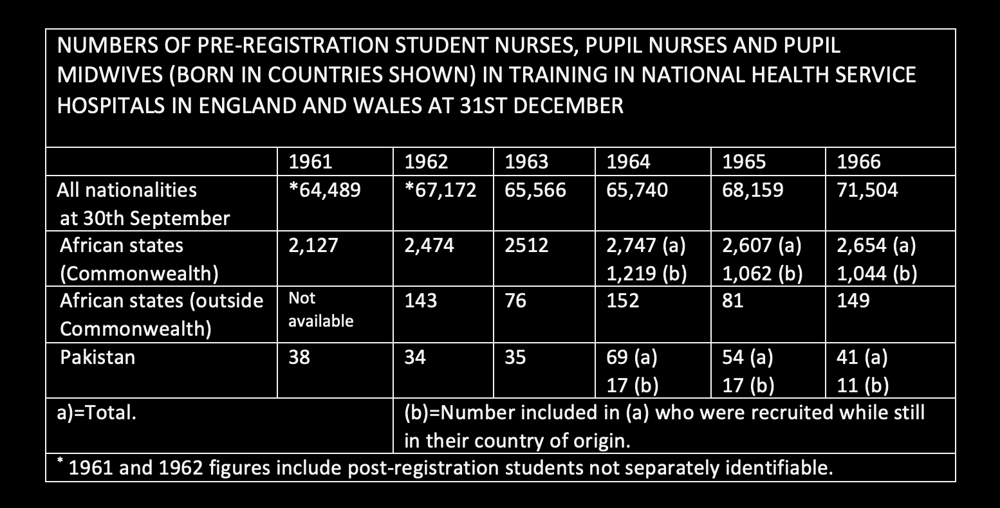 NUMBERS OF PRE-REGISTRATION STUDENT NURSES, PUPIL NURSES AND PUPIL
MIDWIVES (BORN IN COUNTRIES SHOWN) IN TRAINING IN NATIONAL HEALTH SERVICE
HOSPITALS IN ENGLAND AND WALES AT 31ST DECEMBER
1961 1962 1963 1964 1965 1966
All nationalities *64,489 *67,172 65,566 65,740 68,159 71,504
at 30th September
African states 2,127 2,474 2512 2,747 (a) 2,607 (a) 2,654 (a)
(Commonwealth) 1,219 (b) 1,062 (b) 1,044 (b)
African states (outside Not 143 76 152 81 149
Commonwealth) available
Pakistan 38 34 35 69 (a) 54 (a) 41 (a)
17 (b) 17 (b) 11 (b)
a)=Total. (b)=Number included in (a) who were recruited while still
in their country of origin.
* 1961 and 1962 figures include post-registration students not separately identifiable.